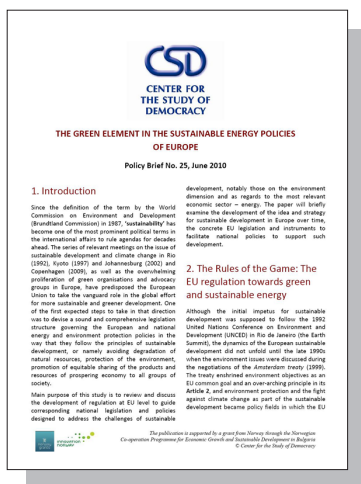 CSD
CENTER FOR
THE STUDY OF
DEMOCRACY
THE GREEN ELEMENT IN THE SUSTAINABLE ENERGY POLICIES
OF EUROPE
Policy Brief No. 25, June 2010
1. Introduction
Since the definition of the term by the World
Commission on Environment and Development
(Brundtland Commission) in 1987, 'sustainability' has
become one of the most prominent political terms in
the international affairs to rule agendas for decades
ahead. The series of relevant meetings on the issue of
sustainable development and climate change in Rio
(1992), Kyoto (1997) and Johannesburg (2002) and
Copenhagen (2009), as well as the overwhelming
proliferation of green organisations and advocacy
groups in Europe, have predisposed the European
Union to take the vanguard role in the global effort
for more sustainable and greener development. One
of the first expected steps to take in that direction
was to devise a sound and comprehensive legislation
structure governing the European and national
energy and environment protection policies in the
way that they follow the principles of sustainable
development, or namely avoiding degradation of
natural resources, protection of the environment,
promotion of equitable sharing of the products and
resources of prospering economy to all groups of
society.
Main purpose of this study is to review and discuss
the development of regulation at EU level to guide
corresponding national legislation and policies
designed to address the challenges of sustainable
development, notably those on the environment
dimension and as regards to the most relevant
economic sector – energy. The paper will briefly
examine the development of the idea and strategy
for sustainable development in Europe over time,
the concrete EU legislation and instruments to
facilitate national policies to support such
development.
2. The Rules of the Game: The
EU regulation towards green
and sustainable energy
Although the initial impetus for sustainable
development was supposed to follow the 1992
United Nations Conference on Environment and
Development (UNCED) in Rio de Janeiro (the Earth
Summit), the dynamics of the European sustainable
development did not unfold until the late 1990s
when the environment issues were discussed during
the negotiations of the Amsterdam treaty (1999).
The treaty enshrined environment objectives as an
EU common goal and an over-arching principle in its
Article 2, and environment protection and the fight
against climate change as part of the sustainable
development became policy fields in which the EU
innovation
norway
The publication is supported by a grant from Norway through the Norwegian
Co-operation Programme for Economic Growth and Sustainable Development in Bulgaria
© Center for the Study of Democracy